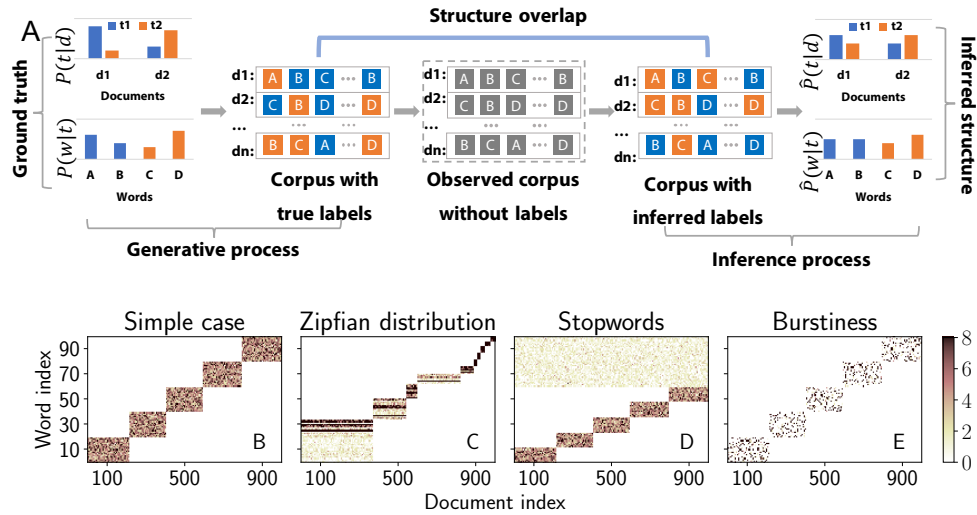 A
Structure overlap
Ground truth
P(t|d)
t1 t2
d1 d2
Documents
P(w|t)
A B C D
Words
d1: A B C ··· B
d2: C B D ··· D
... ··· ···
dn: B C A ··· D
Corpus with
true labels
d1: A B C ··· B
d2: C B D ··· D
... ··· ···
dn: B C A ··· D
Observed corpus
without labels
d1: A B C ··· B
d2: C B D ··· D
... ··· ···
dn: B C A ··· D
Corpus with
inferred labels
P̂(t|d)
t1 t2
d1 d2
Documents
P̂(w|t)
A B C D
Words
Inferred structure
Generative process
Inference process
Simple case
Zipfian distribution
Stopwords
Burstiness
Word index
90
70
50
30
10
B
C
D
E
100 500 900
100 500 900
100 500 900
100 500 900
Document index
8
6
4
2
0